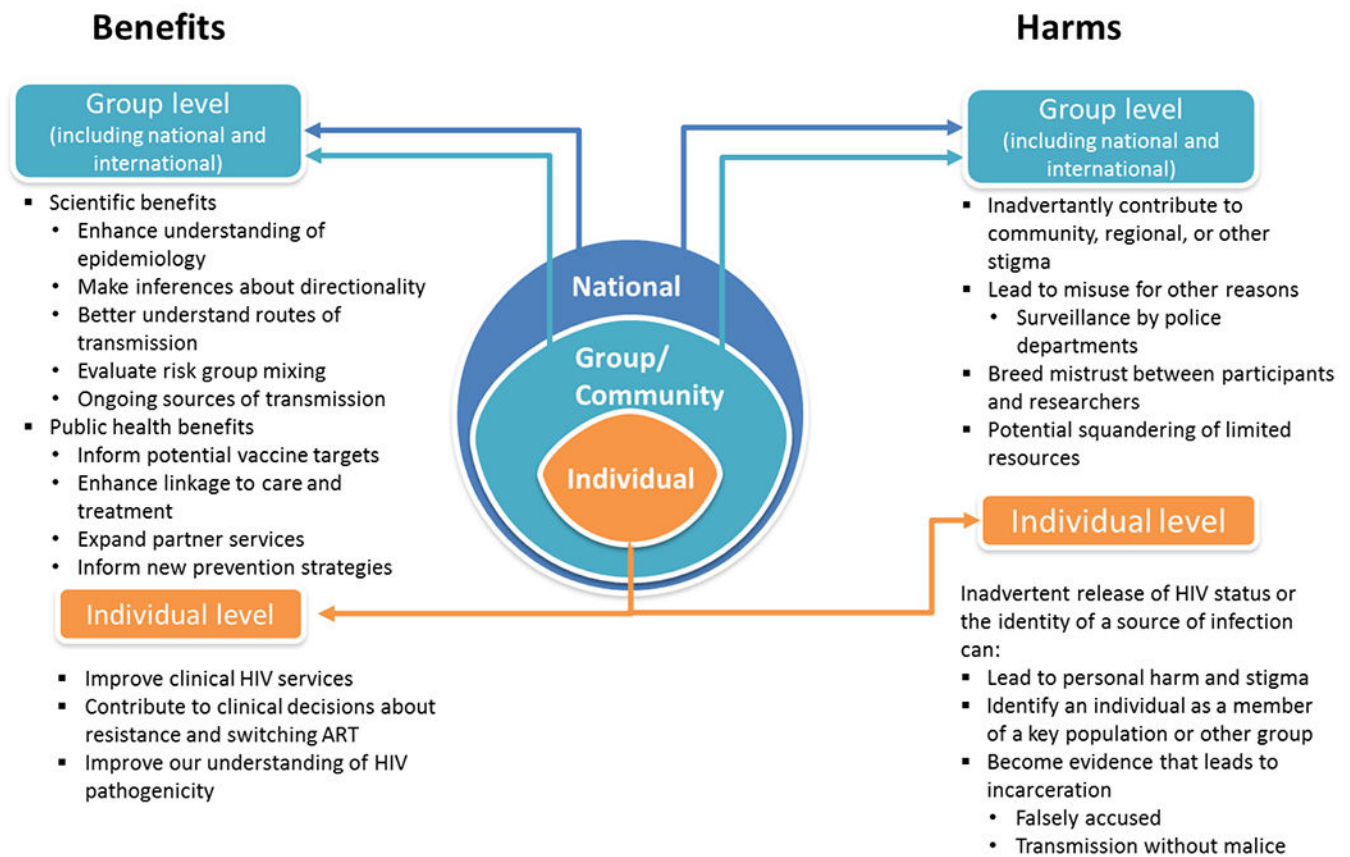 Benefits
Group level
(including national and
international)
▪ Scientific benefits
• Enhance understanding of
epidemiology
• Make inferences about directionality
• Better understand routes of
transmission
• Evaluate risk group mixing
• Ongoing sources of transmission
▪ Public health benefits
• Inform potential vaccine targets
• Enhance linkage to care and
treatment
• Expand partner services
• Inform new prevention strategies
Individual level
▪ Improve clinical HIV services
▪ Contribute to clinical decisions about
resistance and switching ART
▪ Improve our understanding of HIV
pathogenicity
National
Group/
Community
Individual
Harms
Group level
(including national and
international)
▪ Inadvertantly contribute to
community, regional, or other
stigma
▪ Lead to misuse for other reasons
• Surveillance by police
departments
▪ Breed mistrust between participants
and researchers
▪ Potential squandering of limited
resources
Individual level
Inadvertent release of HIV status or
the identity of a source of infection
can:
▪ Lead to personal harm and stigma
▪ Identify an individual as a member
of a key population or other group
▪ Become evidence that leads to
incarceration
• Falsely accused
• Transmission without malice